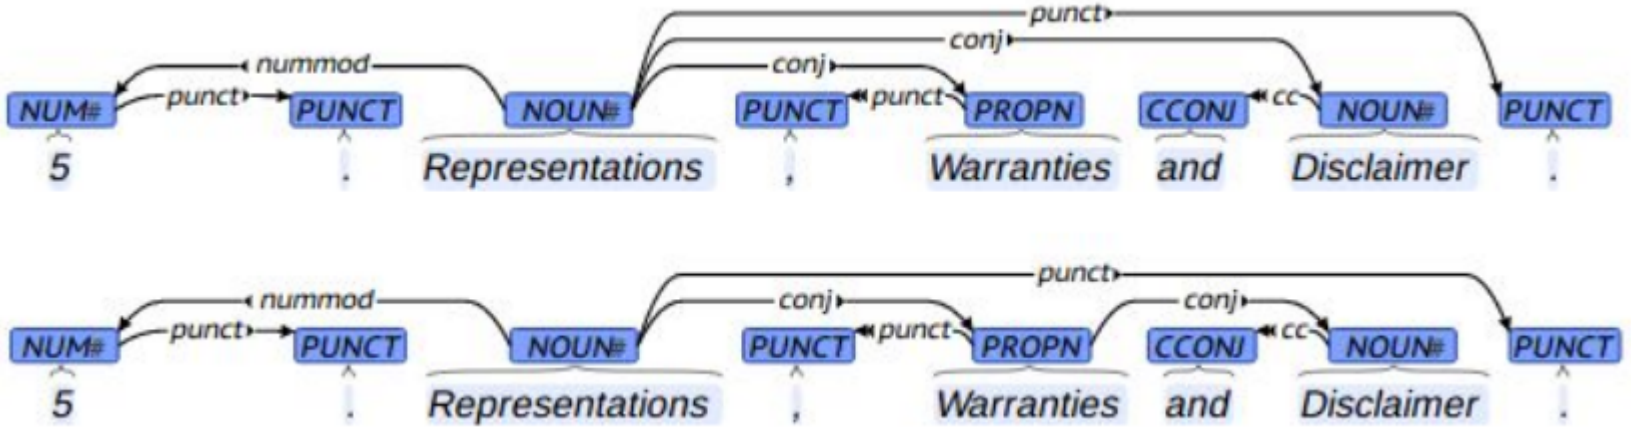 punct
conj
nummod conj
NUM# punct PUNCT NOUN# PUNCT punct PROPN CCONJ cc NOUN# PUNCT
5 . Representations , Warranties and Disclaimer .
punct
nummod conj conj
NUM# punct PUNCT NOUN# PUNCT punct PROPN CCONJ cc NOUN# PUNCT
5 . Representations , Warranties and Disclaimer .